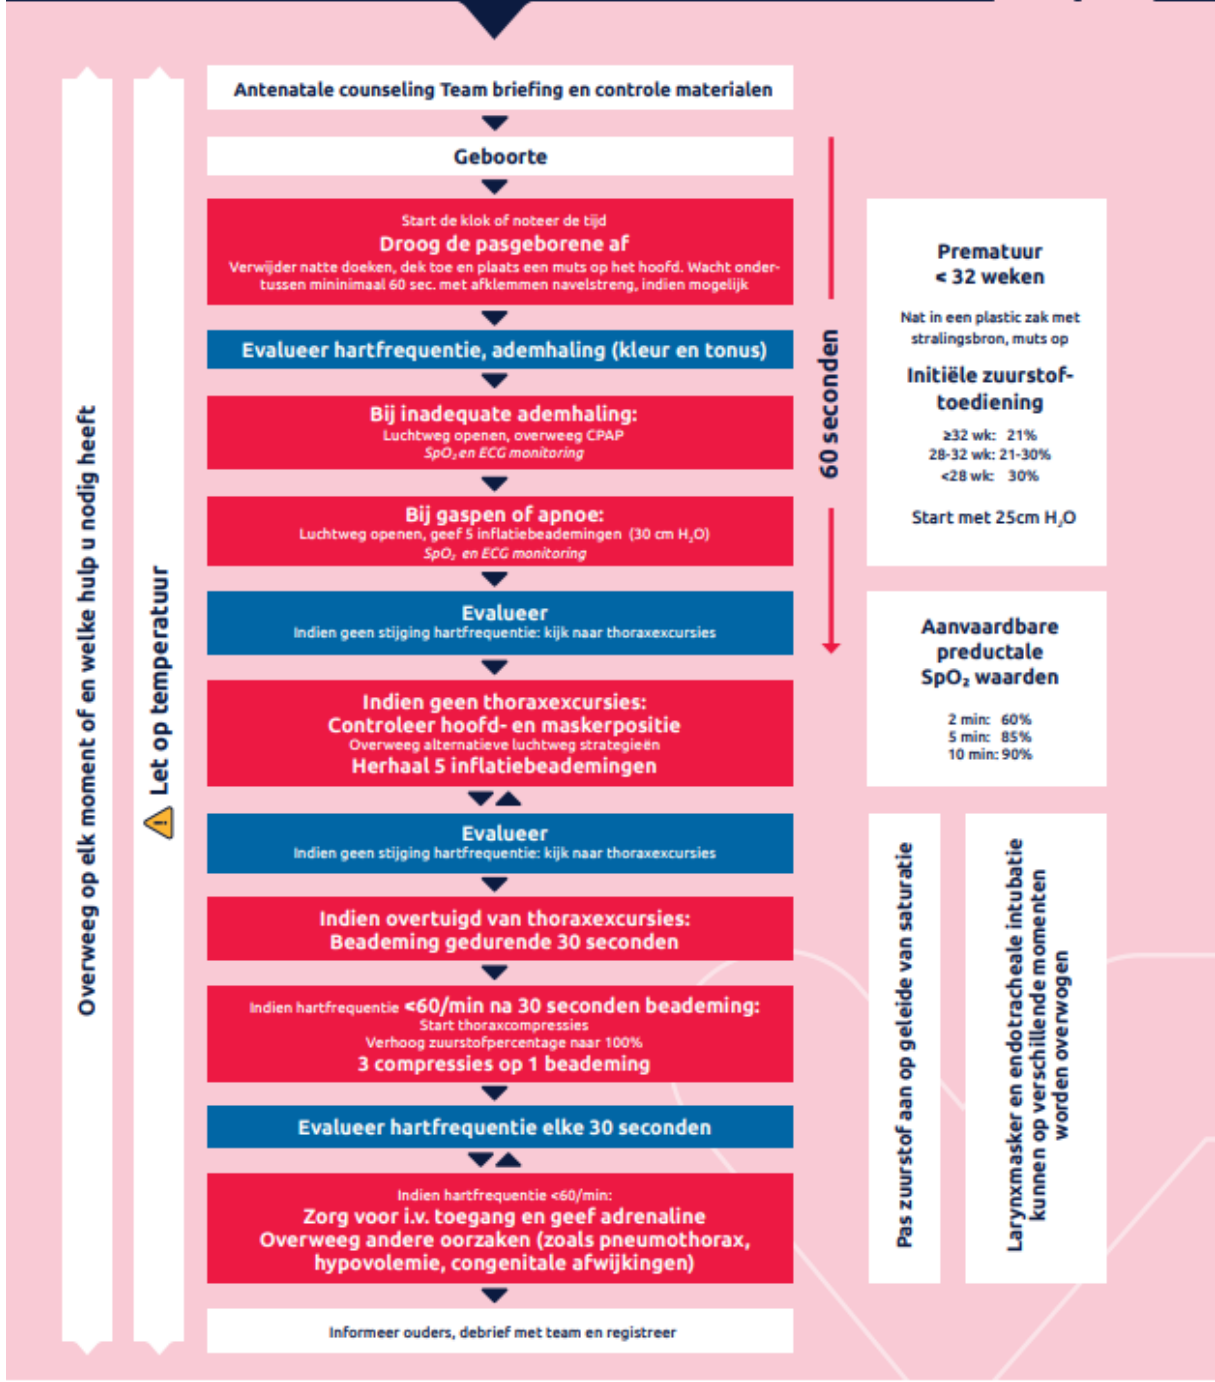 Antenatale counseling Team briefing en controle materialen
Geboorte
Start de klok of noteer de tijd
Droog de pasgeborene af
Verwijder natte doeken, dek toe en plaats een muts op het hoofd. Wacht onder-
tussen mininimaal 60 sec. met afklemmen navelstreng, indien mogelijk
Evalueer hartfrequentie, ademhaling (kleur en tonus)
Bij inadequate ademhaling:
Luchtweg openen, overweeg CPAP
SpO₂ en ECG monitoring
Bij gaspen of apnoe:
Luchtweg openen, geef 5 inflatiebeademingen (30 cm H₂O)
SpO₂ en ECG monitoring
Evalueer
Indien geen stijging hartfrequentie: kijk naar thoraxexcursies
Indien geen thoraxexcursies:
Controleer hoofd- en maskerpositie
Overweeg alternatieve luchtweg strategieën
Herhaal 5 inflatiebeademingen
Evalueer
Indien geen stijging hartfrequentie: kijk naar thoraxexcursies
Indien overtuigd van thoraxexcursies:
Beademing gedurende 30 seconden
Indien hartfrequentie <60/min na 30 seconden beademing:
Start thoraxcompressies
Verhoog zuurstofpercentage naar 100%
3 compressies op 1 beademing
Evalueer hartfrequentie elke 30 seconden
Indien hartfrequentie <60/min:
Zorg voor i.v. toegang en geef adrenaline
Overweeg andere oorzaken (zoals pneumothorax,
hypovolemie, congenitale afwijkingen)
Informeer ouders, debrief met team en registreer
Overweeg op elk moment of en welke hulp u nodig heeft
Let op temperatuur
60 seconden
Prematuur
< 32 weken
Nat in een plastic zak met
stralingsbron, muts op
Initiële zuurstof-
toediening
≥32 wk: 21%
28-32 wk: 21-30%
<28 wk: 30%
Start met 25cm H₂O
Aanvaardbare
preductale
SpO₂ waarden
2 min: 60%
5 min: 85%
10 min: 90%
Pas zuurstof aan op geleide van saturatie
Larynxmasker en endotracheale intubatie
kunnen op verschillende momenten
worden overwogen